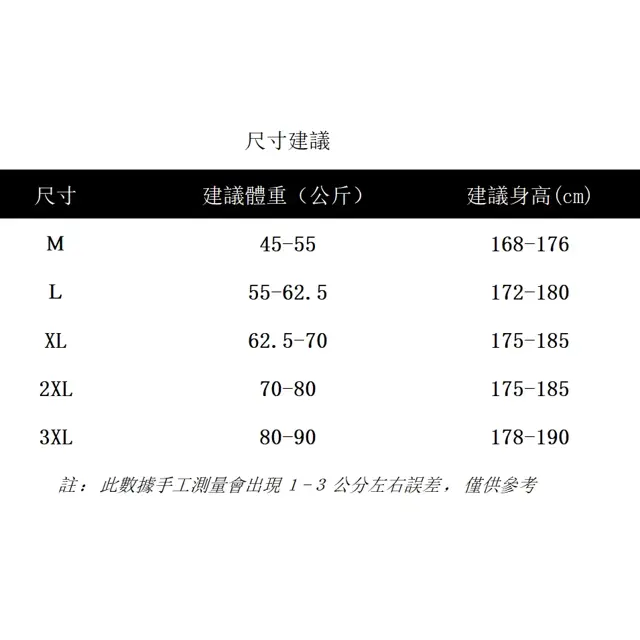 尺寸建議
尺寸 建議體重（公斤） 建議身高(cm)
M 45-55 168-176
L 55-62.5 172-180
XL 62.5-70 175-185
2XL 70-80 175-185
3XL 80-90 178-190
註：此數據手工測量會出現 1-3 公分左右誤差，僅供參考